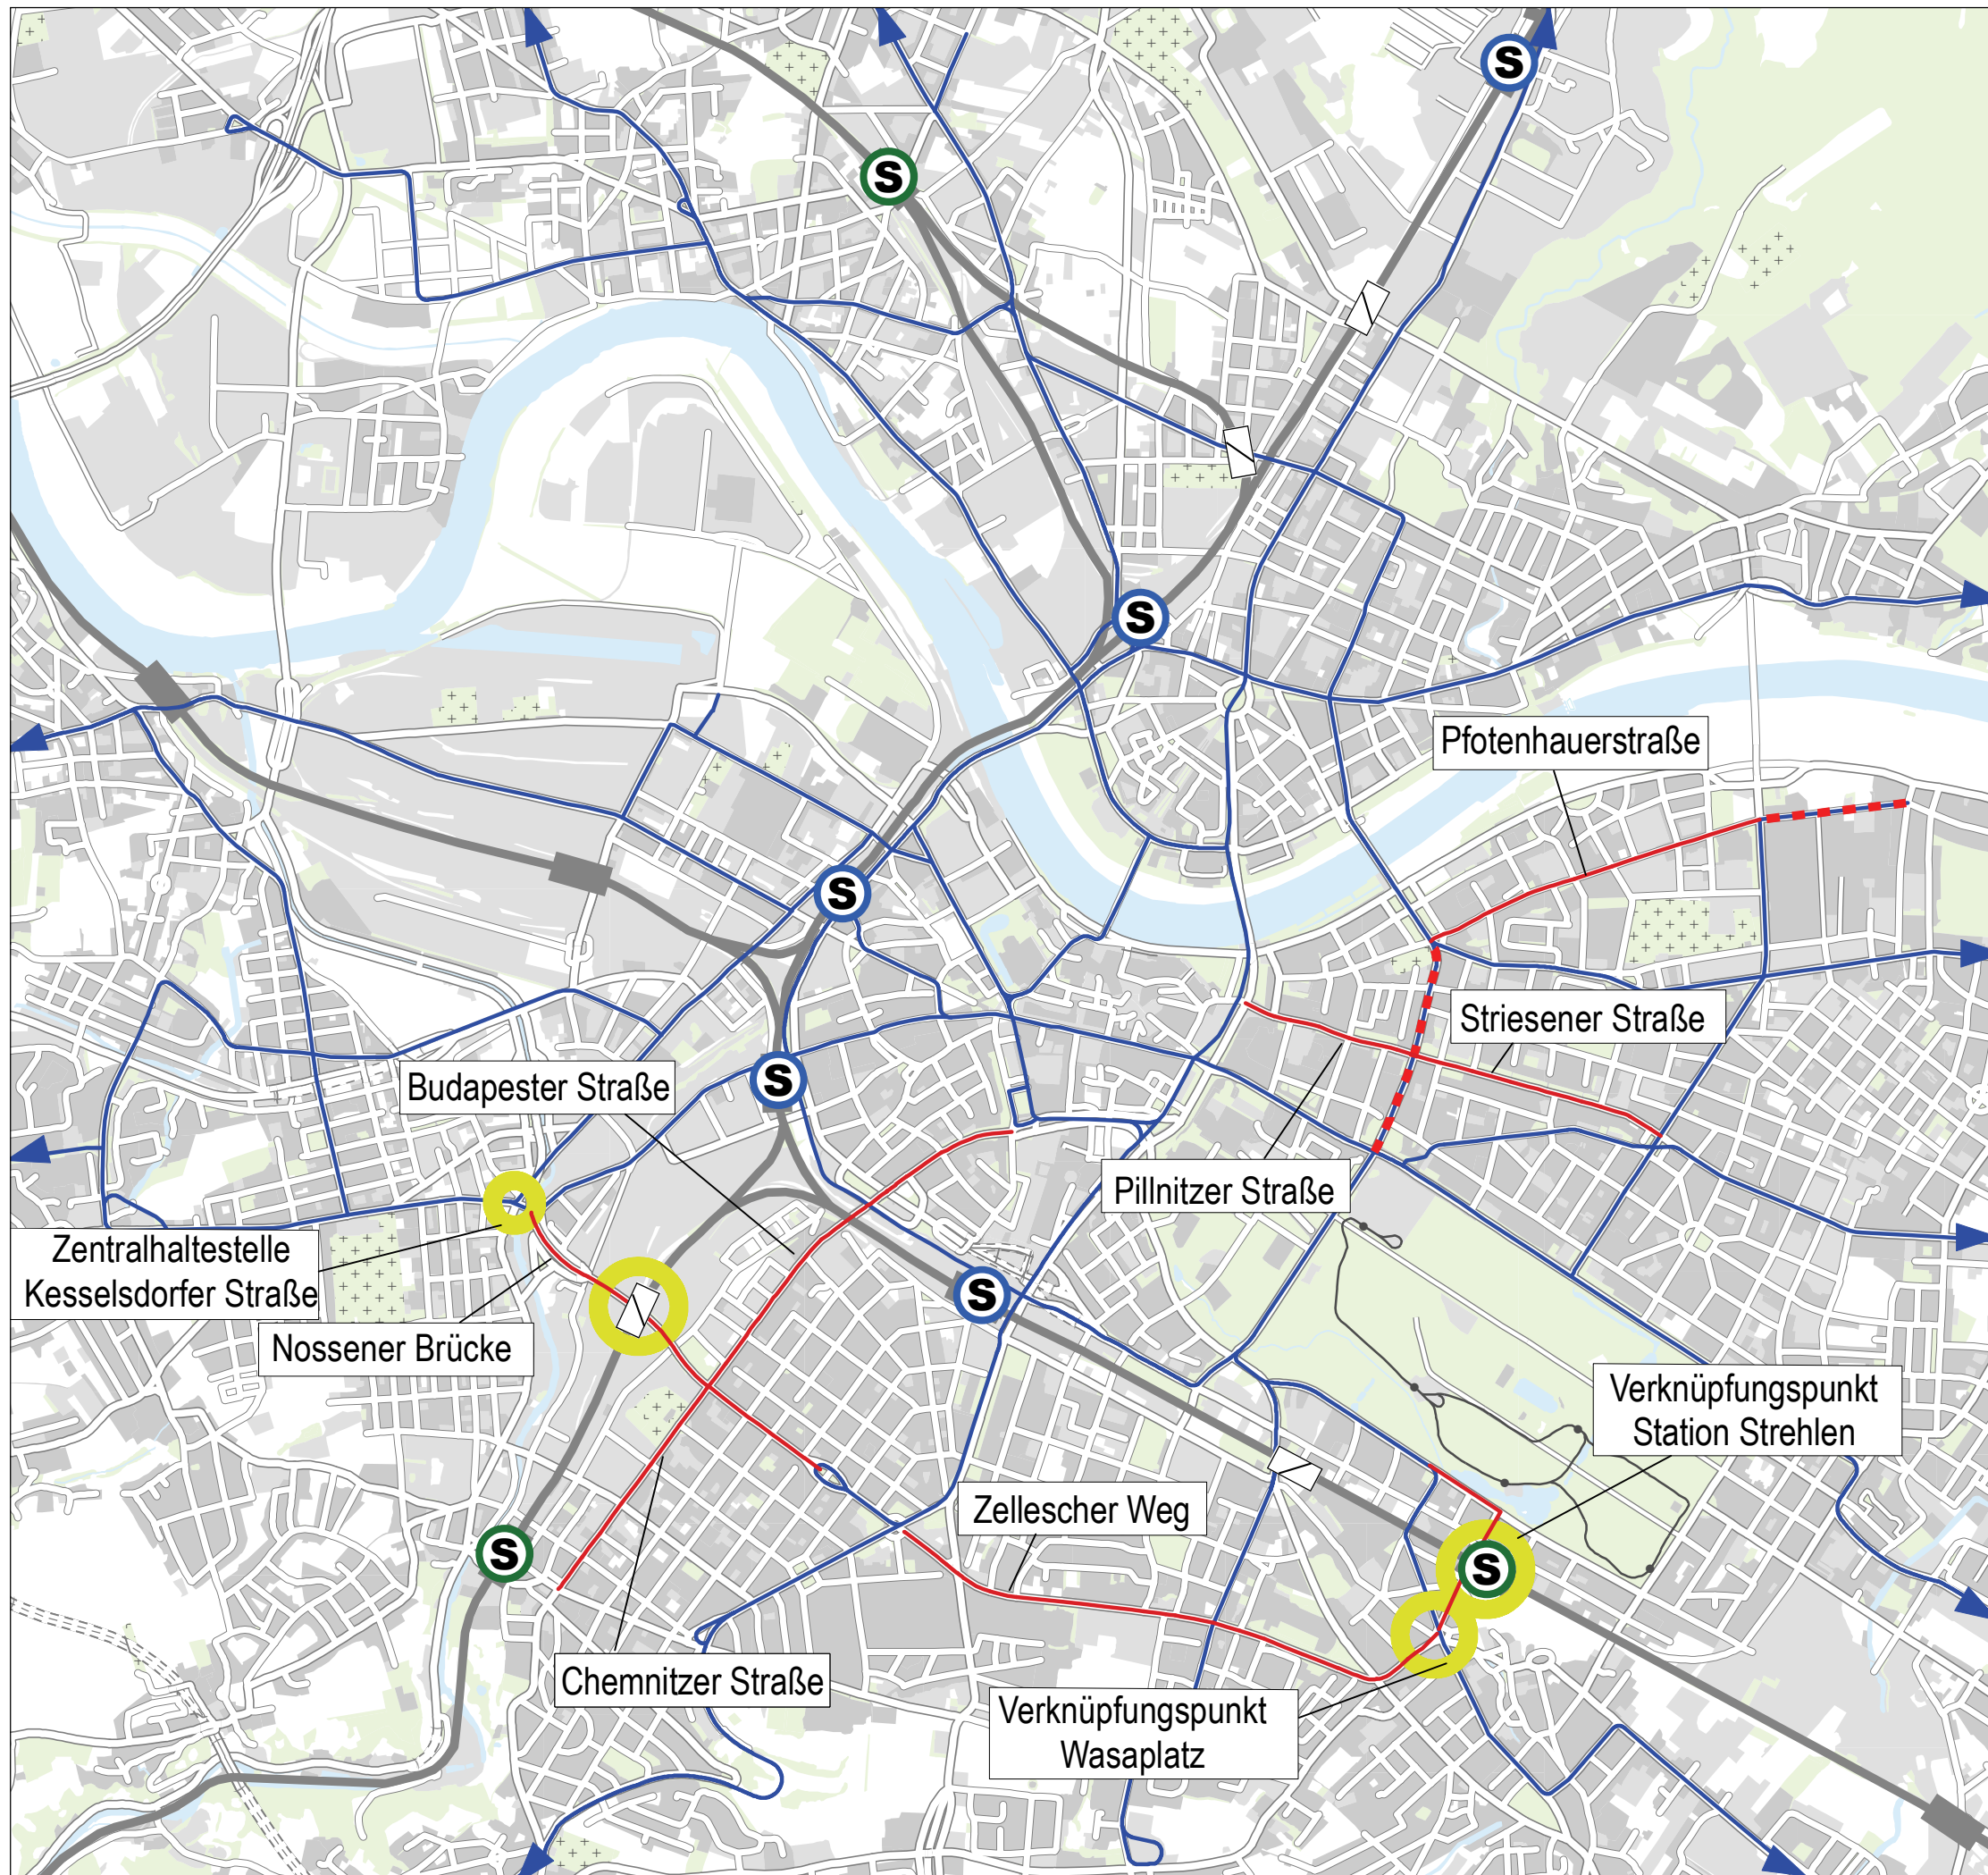 S
S
S
Pfotenhauerstraße
S
Striesener Straße
Budapester Straße
S
Pillnitzer Straße
Zentralhaltestelle
Kesselsdorfer Straße
S
Nossener Brücke
Verknüpfungspunkt
Station Strehlen
Zellescher Weg
S
S
Chemnitzer Straße
Verknüpfungspunkt
Wasaplatz